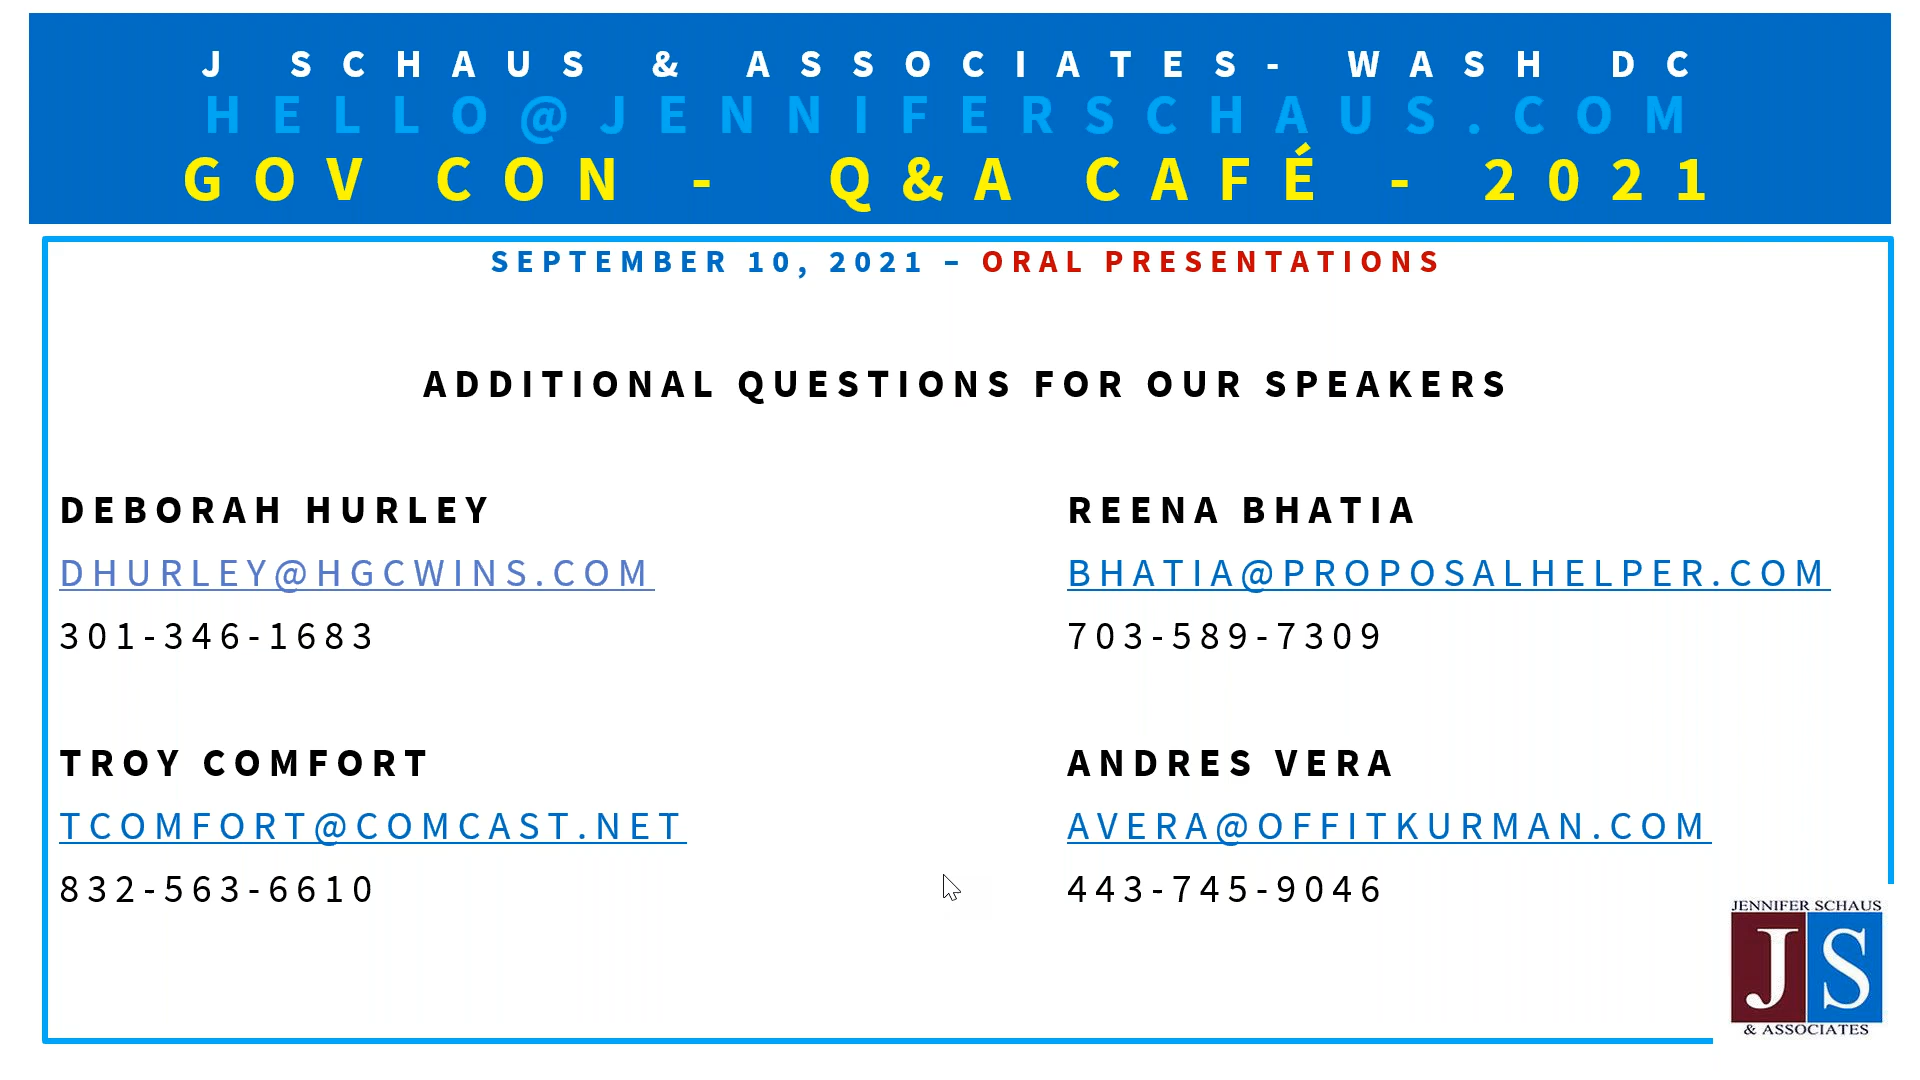 J SCHAUS & ASSOCIATES- WASH DC
HELLO@JENNIFERSCHAUS.COM
GOV CON - Q&A CAFÉ - 2021
SEPTEMBER 10, 2021 – ORAL PRESENTATIONS
ADDITIONAL QUESTIONS FOR OUR SPEAKERS
DEBORAH HURLEY
DHURLEY@HGCWINS.COM
301-346-1683
REENA BHATIA
BHATIA@PROPOSALHELPER.COM
703-589-7309
TROY COMFORT
TCOMFORT@COMCAST.NET
832-563-6610
ANDRES VERA
AVERA@OFFITKURMAN.COM
443-745-9046
JENNIFER SCHAUS
JS
& ASSOCIATES